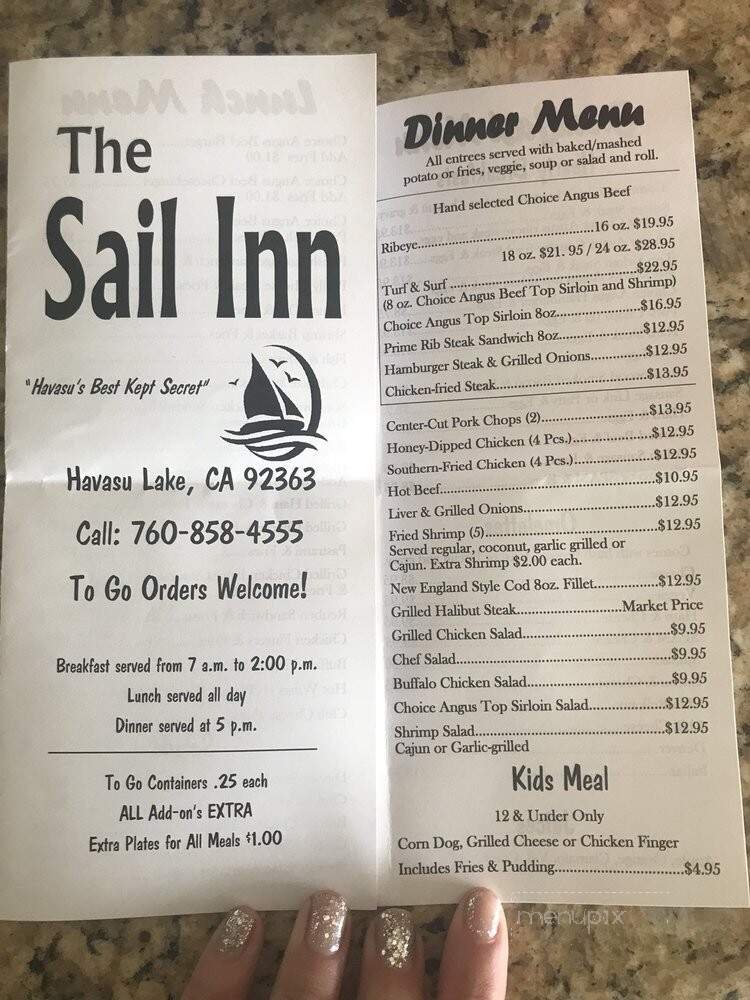 The
Sail Inn
"Havasu's Best Kept Secret"
Havasu Lake, CA 92363
Call: 760-858-4555
To Go Orders Welcome!
Breakfast served from 7 a.m. to 2:00 p.m.
Lunch served all day
Dinner served at 5 p.m.
To Go Containers .25 each
ALL Add-on's EXTRA
Extra Plates for All Meals $1.00
Dinner Menu
All entrees served with baked/mashed
potato or fries, veggie, soup or salad and roll.
Hand selected Choice Angus Beef
Ribeye...............................16 oz. $19.95
18 oz. $21. 95 / 24 oz. $28.95
Turf & Surf ................................$22.95
(8 oz. Choice Angus Beef Top Sirloin and Shrimp)
Choice Angus Top Sirloin 8oz...................$16.95
Prime Rib Steak Sandwich 8oz..................$12.95
Hamburger Steak & Grilled Onions.............$12.95
Chicken-fried Steak...................................$13.95
Center-Cut Pork Chops (2).........................$13.95
Honey-Dipped Chicken (4 Pcs.)..................$12.95
Southern-Fried Chicken (4 Pcs.)..................$12.95
Hot Beef.................................................$10.95
Liver & Grilled Onions..............................$12.95
Fried Shrimp (5)........................................$12.95
Served regular, coconut, garlic grilled or
Cajun. Extra Shrimp $2.00 each.
New England Style Cod 8oz. Fillet...............$12.95
Grilled Halibut Steak.........................Market Price
Grilled Chicken Salad..................................$9.95
Chef Salad..................................................$9.95
Buffalo Chicken Salad..................................$9.95
Choice Angus Top Sirloin Salad..................$12.95
Shrimp Salad............................................$12.95
Cajun or Garlic-grilled
Kids Meal
12 & Under Only
Corn Dog, Grilled Cheese or Chicken Finger
Includes Fries & Pudding..............................$4.95
menupix